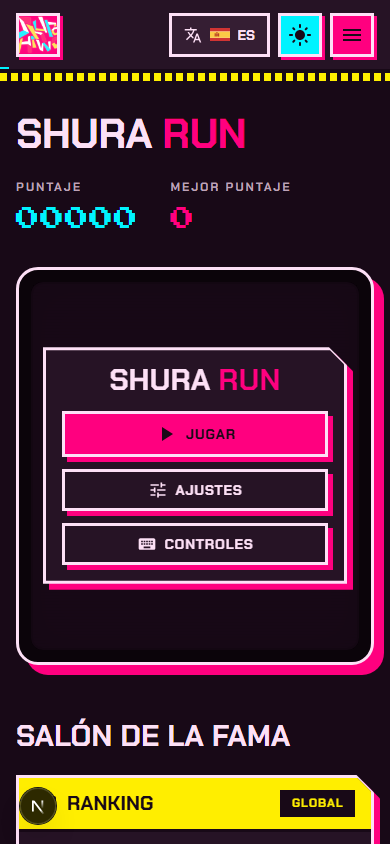 ES
SHURA RUN
PUNTAJE
MEJOR PUNTAJE
00000
0
SHURA RUN
JUGAR
AJUSTES
CONTROLES
SALÓN DE LA FAMA
N
RANKING
GLOBAL